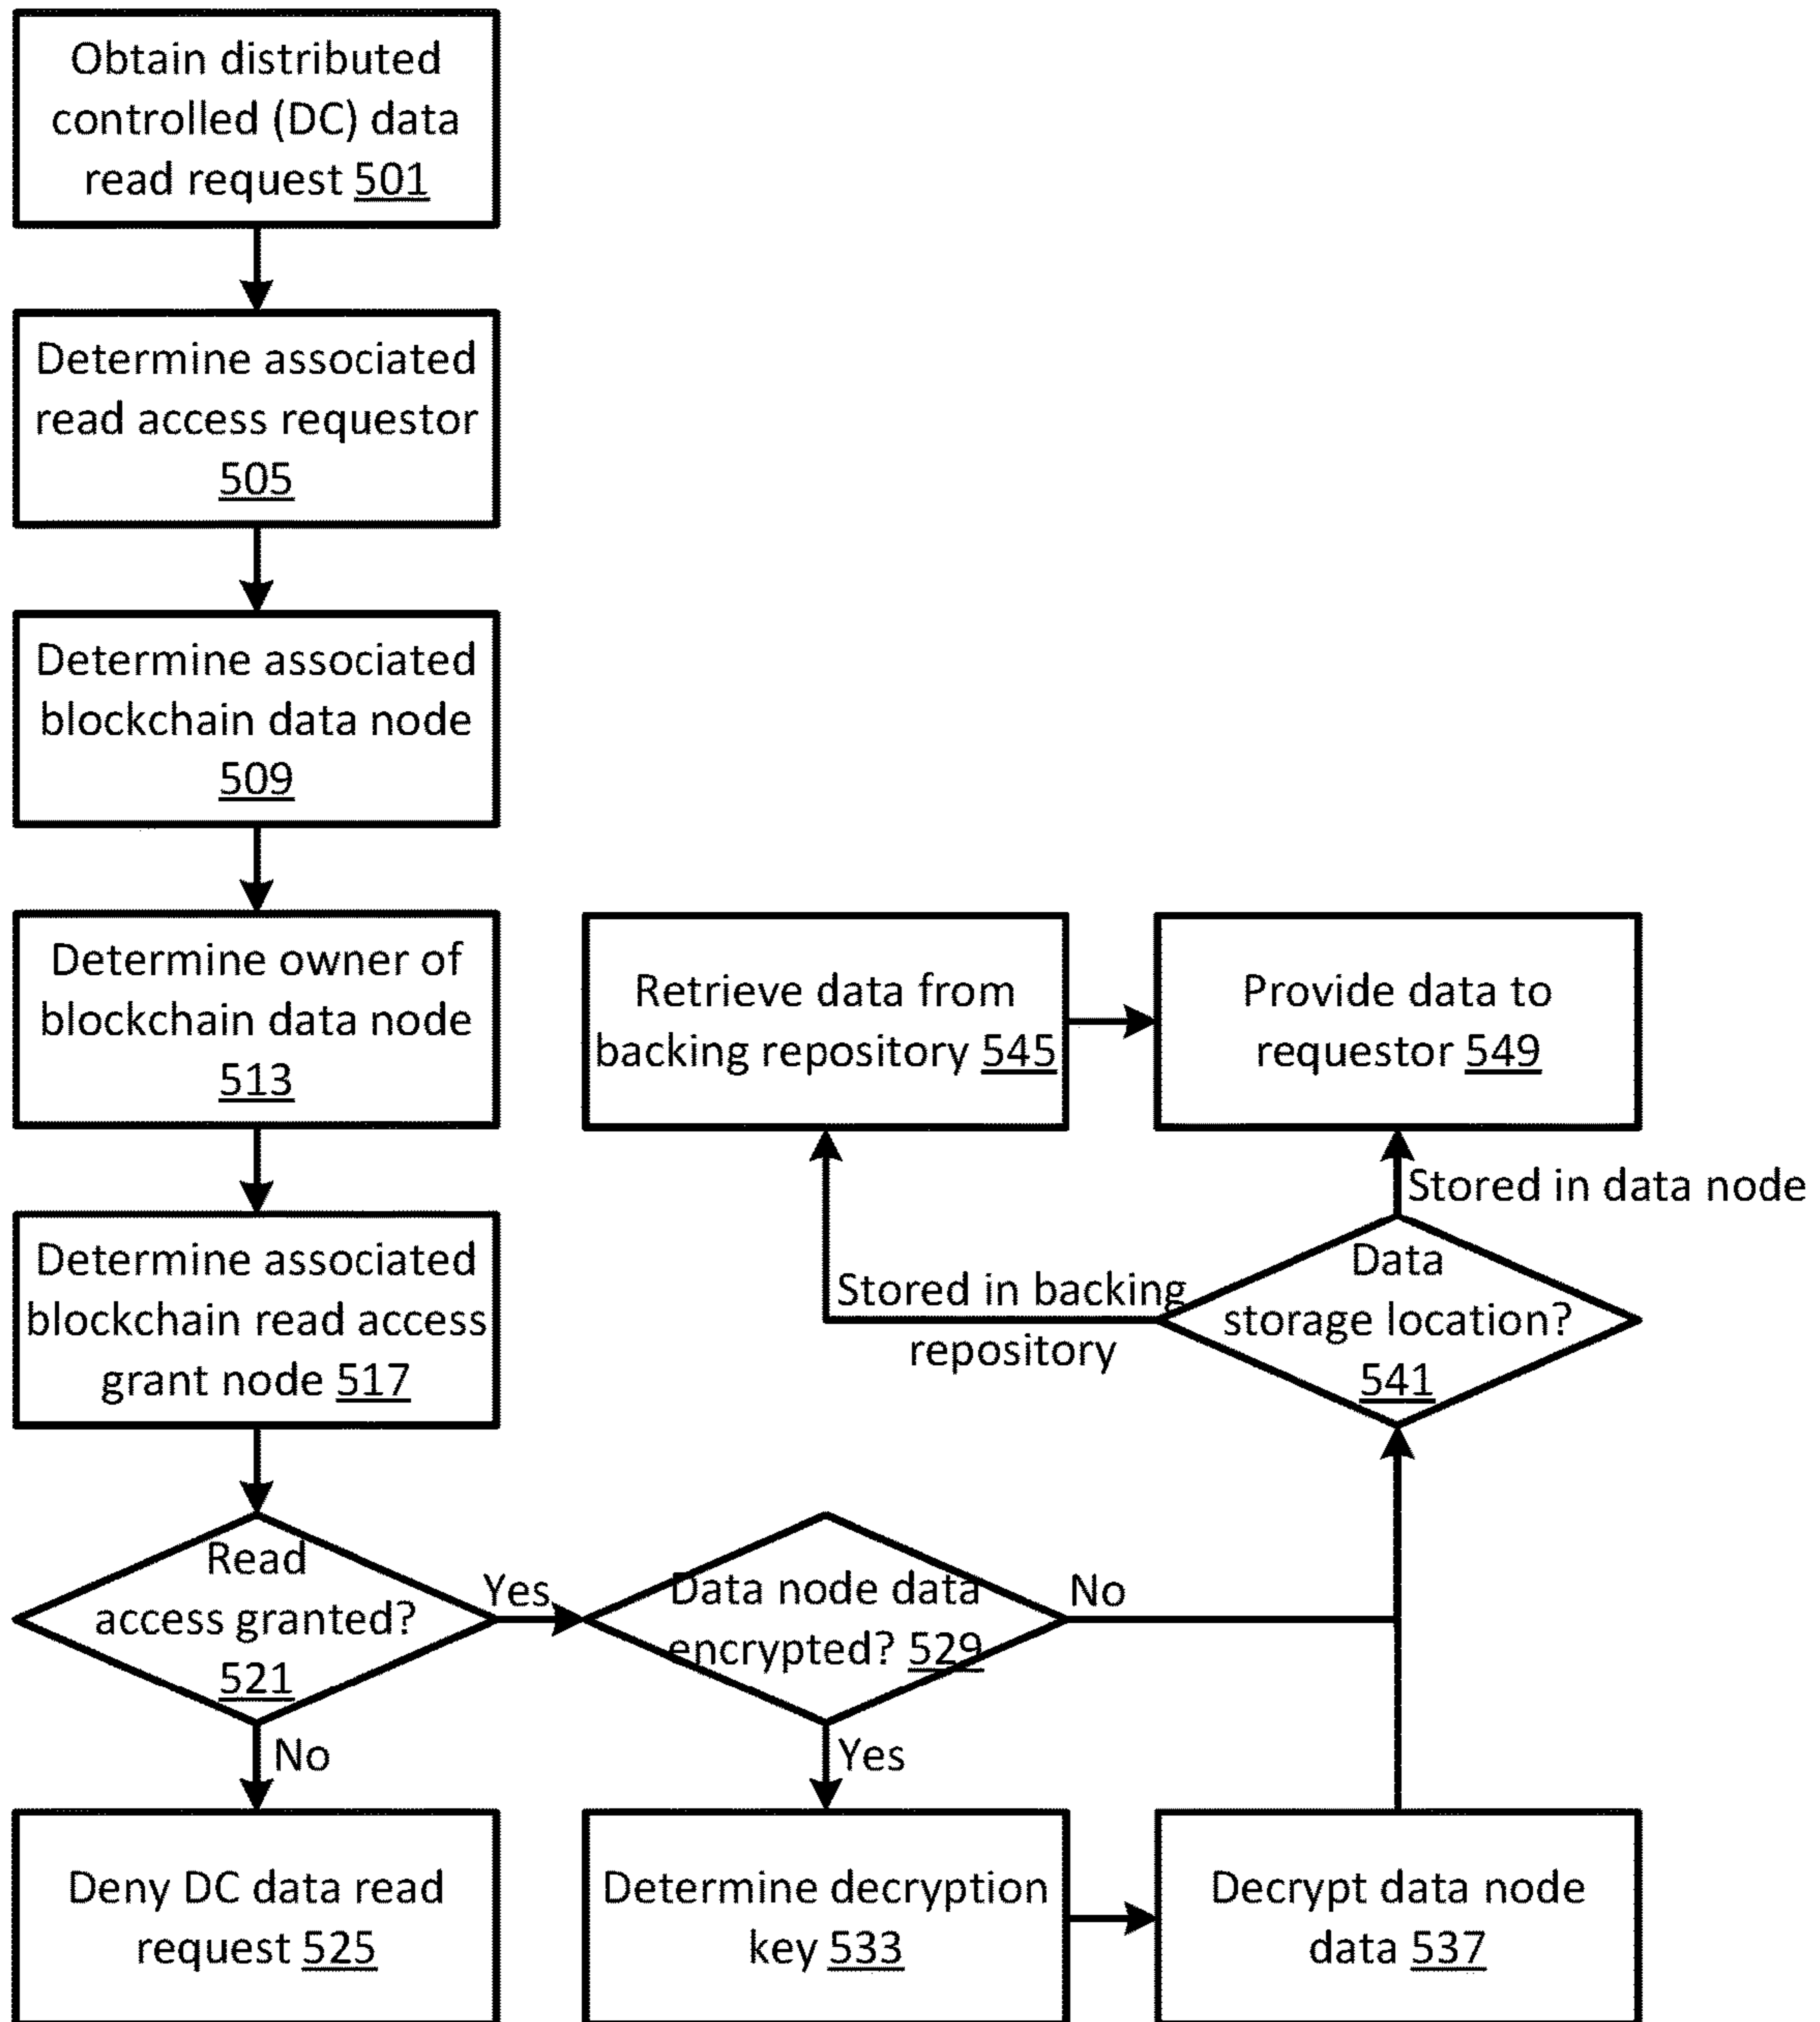 Obtain distributed
controlled (DC) data
read request 501
Determine associated
read access requestor
505
Determine associated
blockchain data node
509
Determine owner of
blockchain data node
513
Determine associated
blockchain read access
grant node 517
Read
access granted?
521
Yes
No
Deny DC data read
request 525
Data node data
encrypted? 529
No
Yes
Determine decryption
key 533
Decrypt data node
data 537
Data
storage location?
541
Stored in backing
repository
Stored in data node
Retrieve data from
backing repository 545
Provide data to
requestor 549